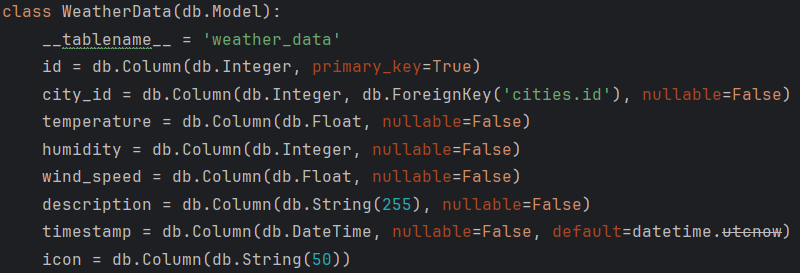 class WeatherData(db.Model):
    __tablename__ = 'weather_data'
    id = db.Column(db.Integer, primary_key=True)
    city_id = db.Column(db.Integer, db.ForeignKey('cities.id'), nullable=False)
    temperature = db.Column(db.Float, nullable=False)
    humidity = db.Column(db.Integer, nullable=False)
    wind_speed = db.Column(db.Float, nullable=False)
    description = db.Column(db.String(255), nullable=False)
    timestamp = db.Column(db.DateTime, nullable=False, default=datetime.utcnow)
    icon = db.Column(db.String(50))